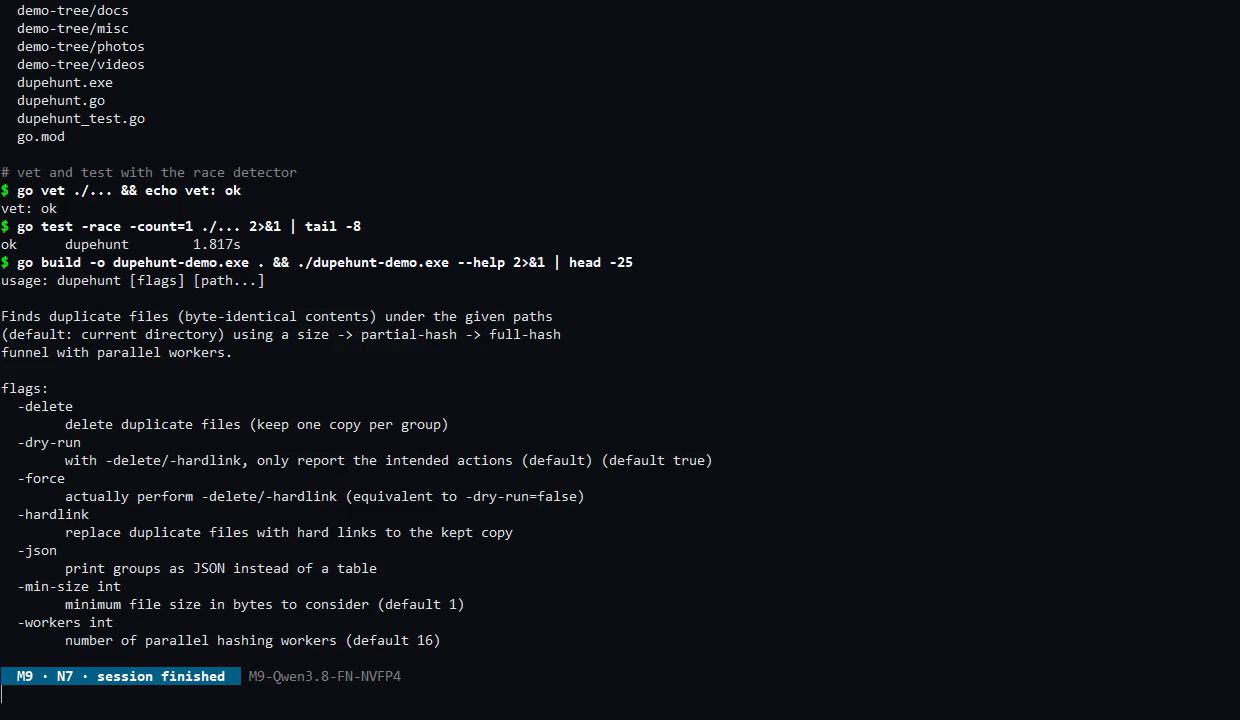 demo-tree/docs
demo-tree/misc
demo-tree/photos
demo-tree/videos
dupehunt.exe
dupehunt.go
dupehunt_test.go
go.mod
# vet and test with the race detector
$ go vet ./... && echo vet: ok
vet: ok
$ go test -race -count=1 ./... 2>&1 | tail -8
ok      dupehunt        1.817s
$ go build -o dupehunt-demo.exe . && ./dupehunt-demo.exe --help 2>&1 | head -25
usage: dupehunt [flags] [path...]
Finds duplicate files (byte-identical contents) under the given paths
(default: current directory) using a size -> partial-hash -> full-hash
funnel with parallel workers.
flags:
-delete
delete duplicate files (keep one copy per group)
-dry-run
with -delete/-hardlink, only report the intended actions (default) (default true)
-force
actually perform -delete/-hardlink (equivalent to -dry-run=false)
-hardlink
replace duplicate files with hard links to the kept copy
-json
print groups as JSON instead of a table
-min-size int
minimum file size in bytes to consider (default 1)
-workers int
number of parallel hashing workers (default 16)
M9 · N7 · session finished M9-Qwen3.8-FN-NVFP4